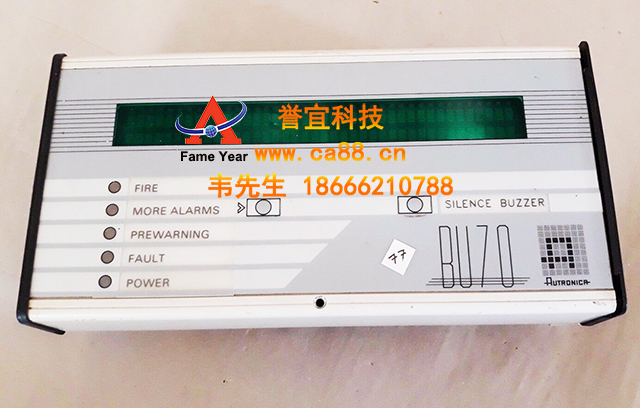 誉宜科技
Fame Year
www.ca88.cn
韦先生 18666210788
FIRE
MORE ALARMS
SILENCE BUZZER
PREWARNING
FAULT
POWER
BU70
AUTRONICA